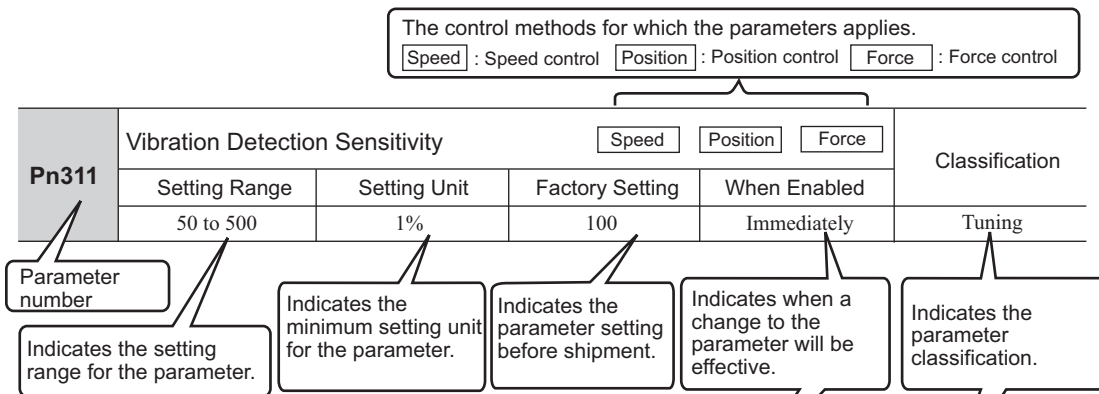 The control methods for which the parameters applies.
Speed : Speed control Position : Position control Force : Force control
Pn311
Vibration Detection Sensitivity Speed Position Force
Classification
Setting Range Setting Unit Factory Setting When Enabled
50 to 500 1% 100 Immediately Tuning
Parameter
number
Indicates the setting
range for the parameter.
Indicates the
minimum setting unit
for the parameter.
Indicates the
parameter setting
before shipment.
Indicates when a
change to the
parameter will be
effective.
Indicates the
parameter
classification.